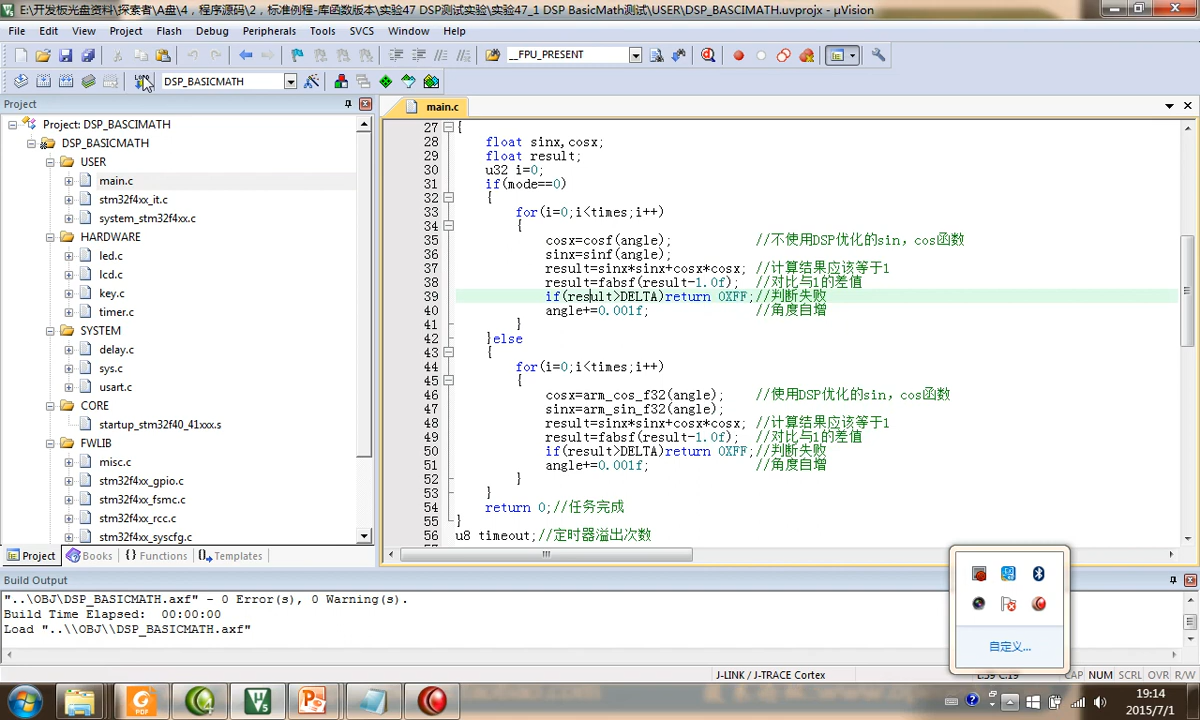 E:\开发板光盘资料\探索者\A盘\4，程序源码\2，标准例程-库函数版本\实验47 DSP测试实验\实验47_1 DSP BasicMath测试\USER\DSP_BASCIMATH.uvprojx - µVision
File Edit View Project Flash Debug Peripherals Tools SVCS Window Help
__FPU_PRESENT
LOAD DSP_BASICMATH
Project
main.c
Project: DSP_BASCIMATH
DSP_BASICMATH
USER
main.c
stm32f4xx_it.c
system_stm32f4xx.c
HARDWARE
led.c
lcd.c
key.c
timer.c
SYSTEM
delay.c
sys.c
usart.c
CORE
startup_stm32f40_41xxx.s
FWLIB
misc.c
stm32f4xx_gpio.c
stm32f4xx_fsmc.c
stm32f4xx_rcc.c
stm32f4xx_syscfg.c
Project Books {} Functions Templates
27 {
28 float sinx,cosx;
29 float result;
30 u32 i=0;
31 if(mode==0)
32 {
33 for(i=0;i<times;i++)
34 {
35 cosx=cosf(angle); //不使用DSP优化的sin，cos函数
36 sinx=sinf(angle);
37 result=sinx*sinx+cosx*cosx; //计算结果应该等于1
38 result=fabsf(result-1.0f); //对比与1的差值
39 if(result>DELTA)return 0XFF;//判断失败
40 angle+=0.001f; //角度自增
41 }
42 }else
43 {
44 for(i=0;i<times;i++)
45 {
46 cosx=arm_cos_f32(angle); //使用DSP优化的sin，cos函数
47 sinx=arm_sin_f32(angle);
48 result=sinx*sinx+cosx*cosx; //计算结果应该等于1
49 result=fabsf(result-1.0f); //对比与1的差值
50 if(result>DELTA)return 0XFF;//判断失败
51 angle+=0.001f; //角度自增
52 }
53 }
54 return 0;//任务完成
55 }
56 u8 timeout;//定时器溢出次数
Build Output
"..\OBJ\DSP_BASICMATH.axf" - 0 Error(s), 0 Warning(s).
Build Time Elapsed: 00:00:00
Load "..\\OBJ\\DSP_BASICMATH.axf"
自定义...
J-LINK / J-TRACE Cortex L:39 C:19 CAP NUM SCRL OVR R/W
19:14
2015/7/1